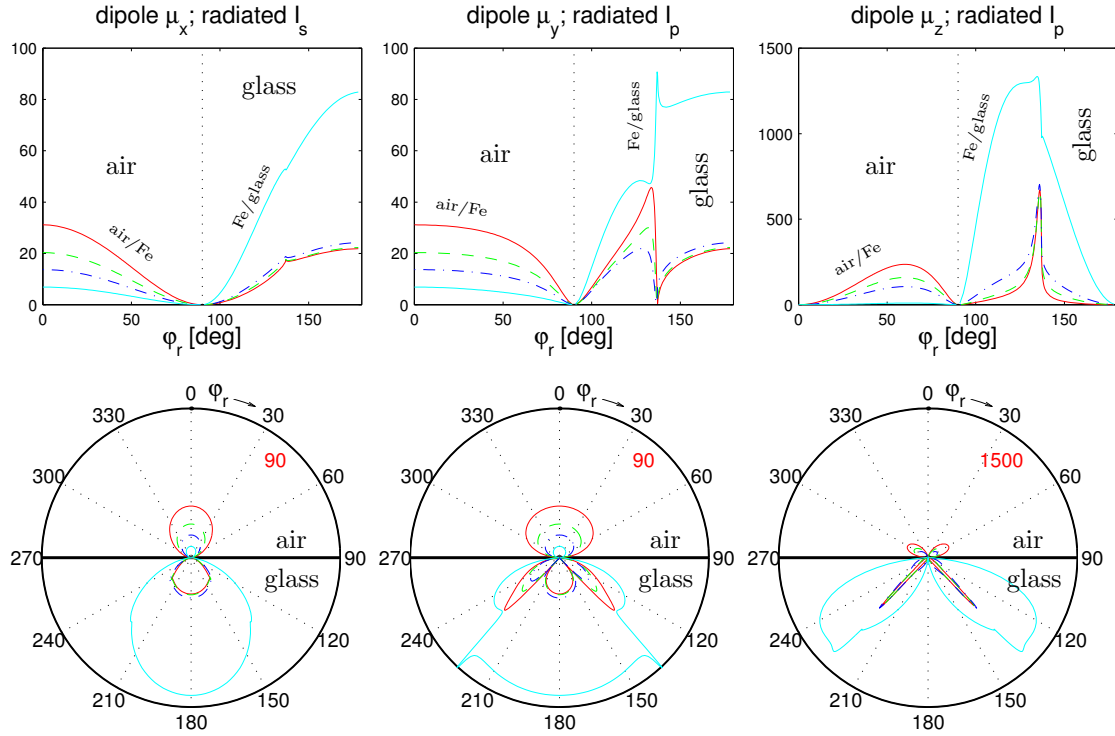 dipole μx; radiated Is
dipole μy; radiated Ip
dipole μz; radiated Ip
100
80
60
40
20
0
0 50 100 150
φr [deg]
air
glass
air/Fe
Fe/glass
100
80
60
40
20
0
0 50 100 150
φr [deg]
air
glass
air/Fe
Fe/glass
1500
1000
500
0
0 50 100 150
φr [deg]
air
glass
air/Fe
Fe/glass
0 φr
30
60
90
120
150
180
210
240
270
300
330
90
air
glass
0 φr
30
60
90
120
150
180
210
240
270
300
330
90
air
glass
0 φr
30
60
90
120
150
180
210
240
270
300
330
1500
air
glass